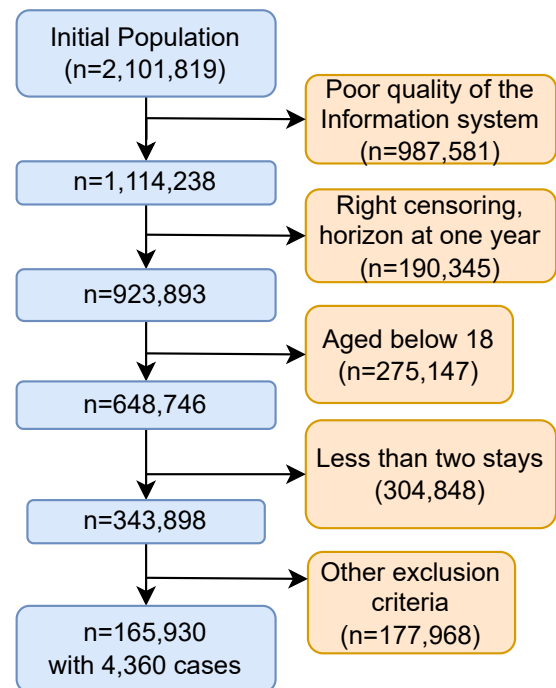 Initial Population
(n=2,101,819)
Poor quality of the
Information system
(n=987,581)
n=1,114,238
Right censoring,
horizon at one year
(n=190,345)
n=923,893
Aged below 18
(n=275,147)
n=648,746
Less than two stays
(304,848)
n=343,898
Other exclusion
criteria
(n=177,968)
n=165,930
with 4,360 cases